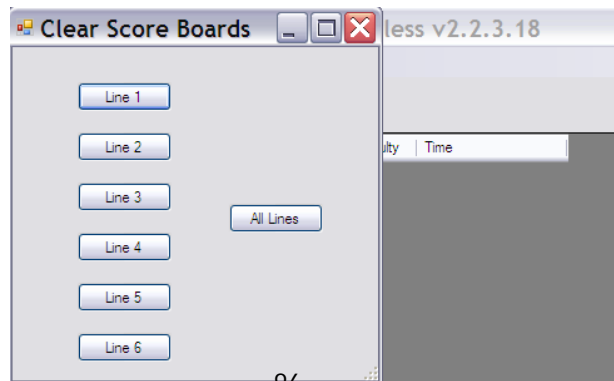 Clear Score Boards
less v2.2.3.18
Line 1
ulty Time
Line 2
Line 3
All Lines
Line 4
Line 5
Line 6